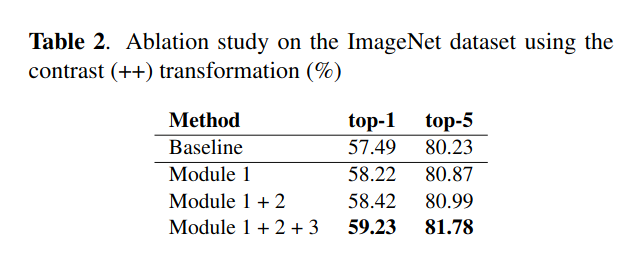 Table 2. Ablation study on the ImageNet dataset using the
contrast (++) transformation (%)
Method top-1 top-5
Baseline 57.49 80.23
Module 1 58.22 80.87
Module 1 + 2 58.42 80.99
Module 1 + 2 + 3 59.23 81.78